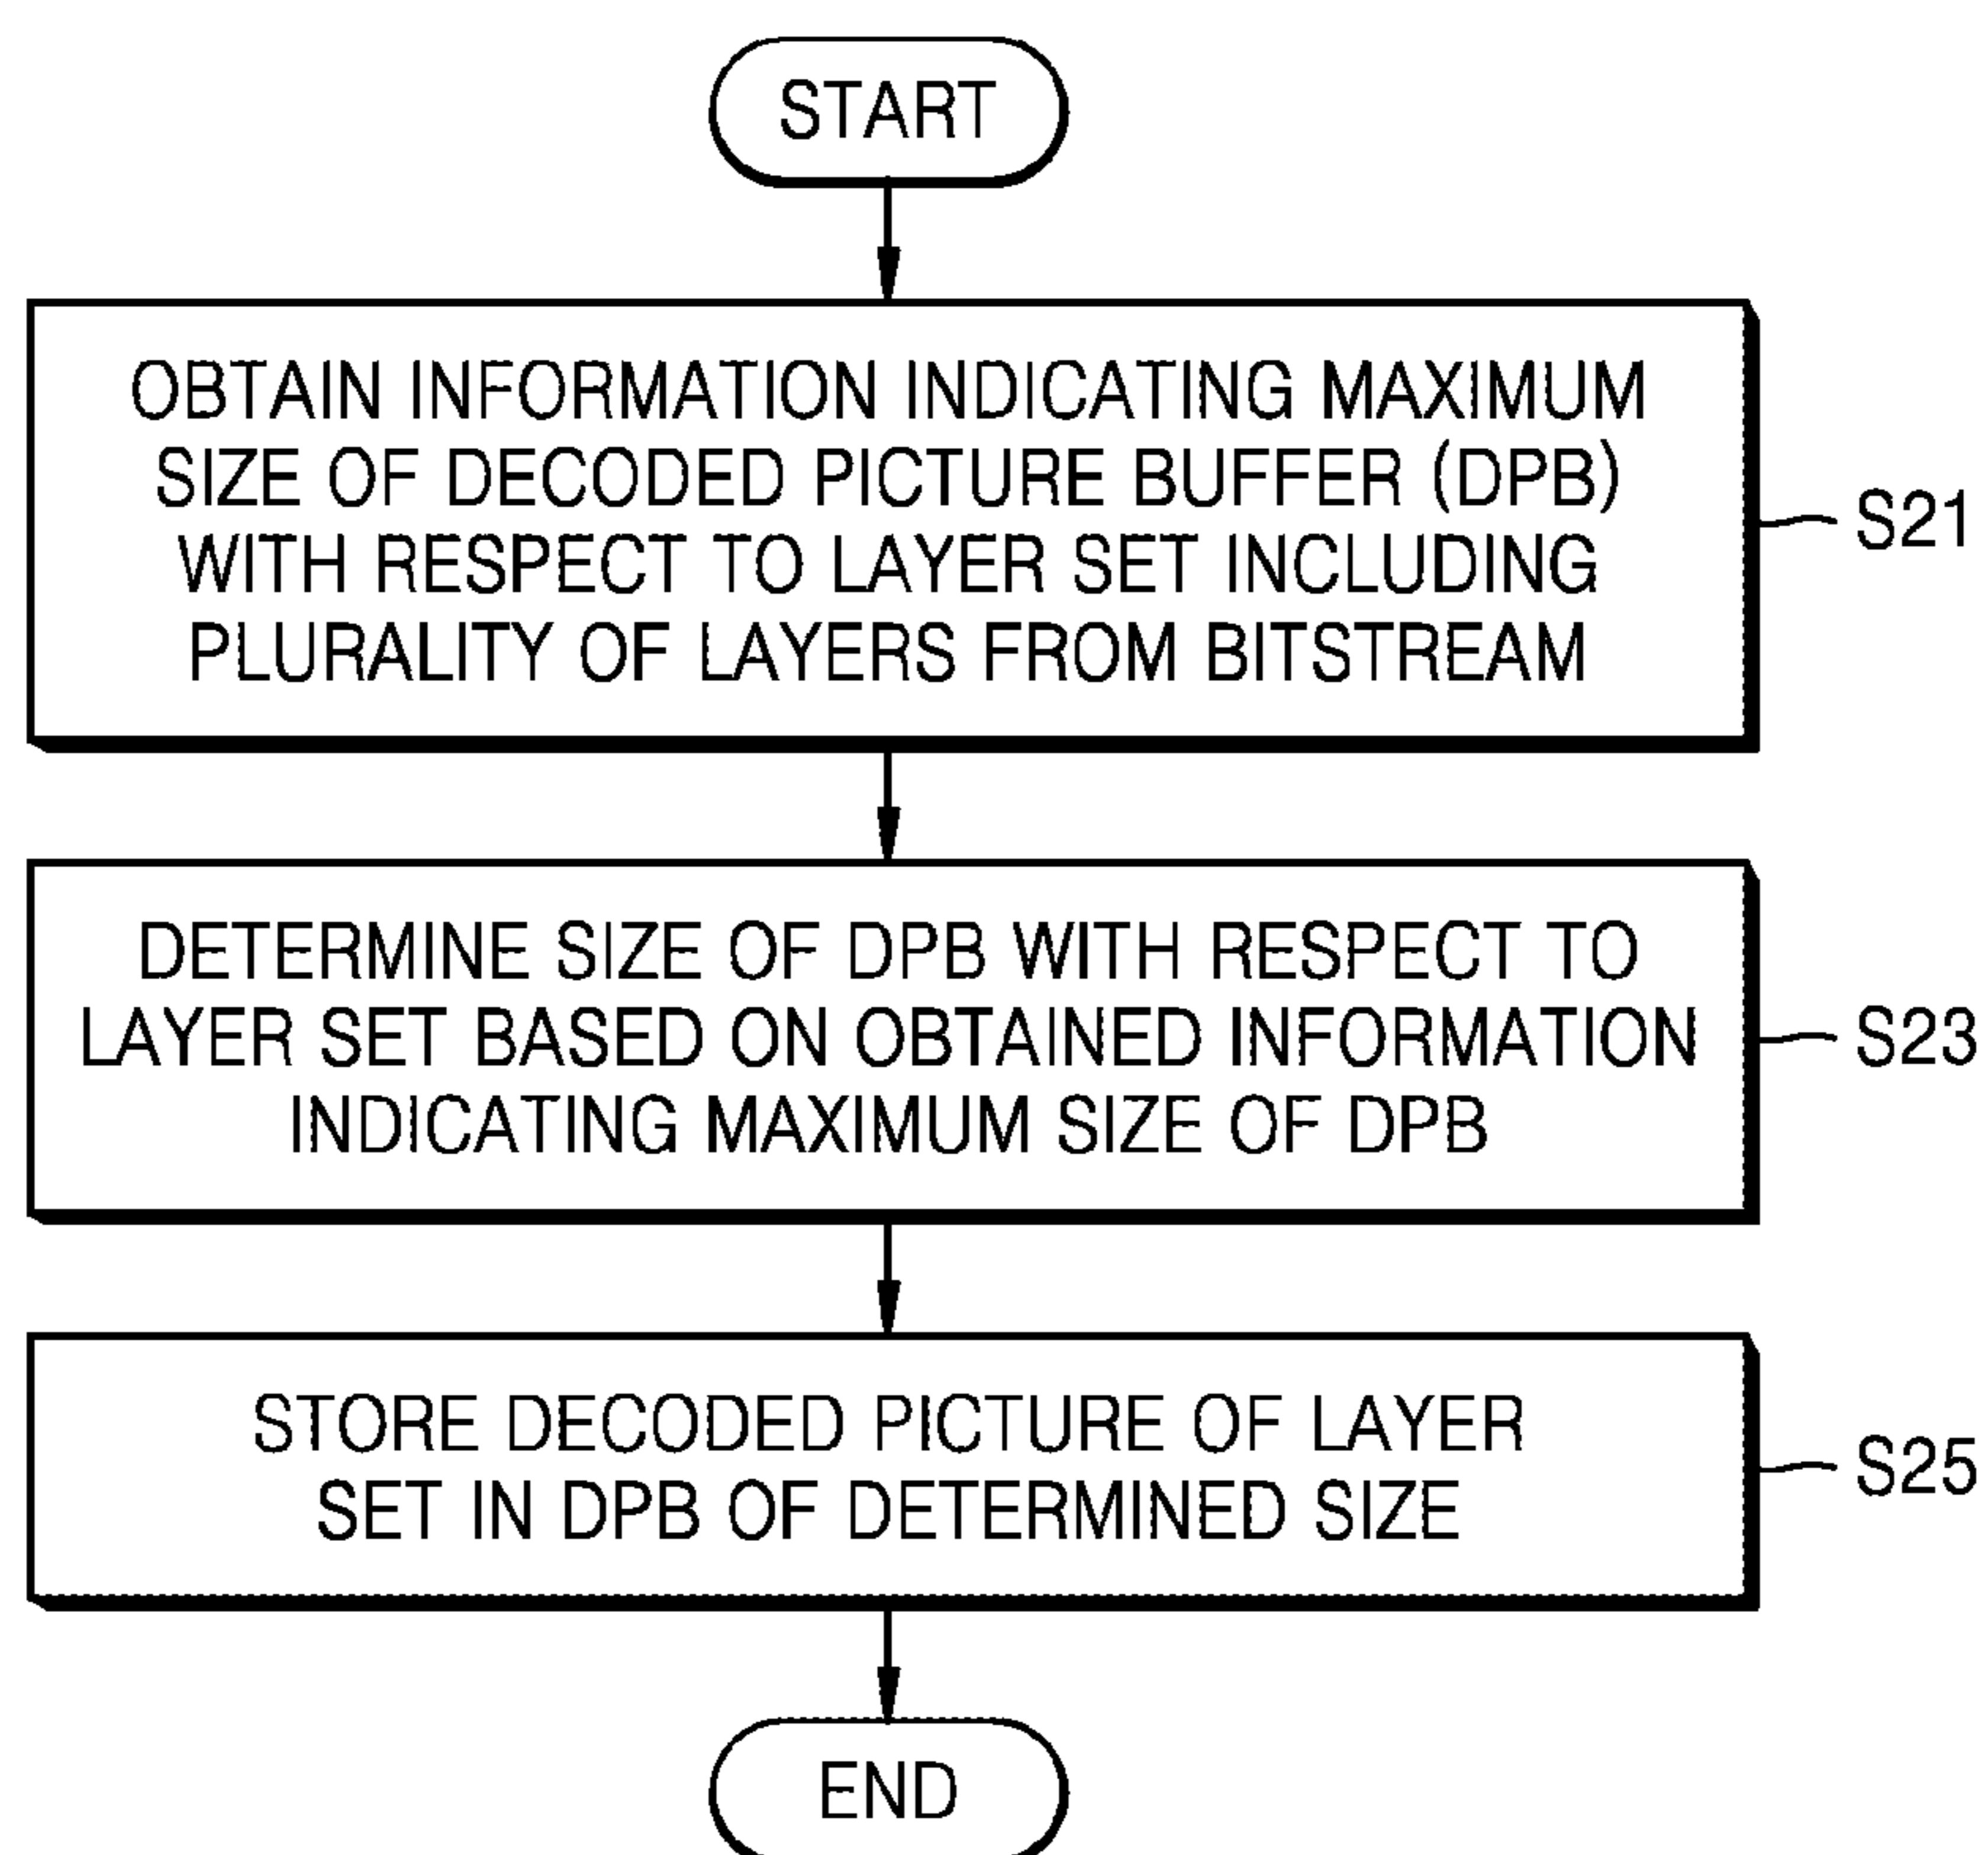 START
OBTAIN INFORMATION INDICATING MAXIMUM
SIZE OF DECODED PICTURE BUFFER (DPB)
WITH RESPECT TO LAYER SET INCLUDING
PLURALITY OF LAYERS FROM BITSTREAM
S21
DETERMINE SIZE OF DPB WITH RESPECT TO
LAYER SET BASED ON OBTAINED INFORMATION
INDICATING MAXIMUM SIZE OF DPB
S23
STORE DECODED PICTURE OF LAYER
SET IN DPB OF DETERMINED SIZE
S25
END